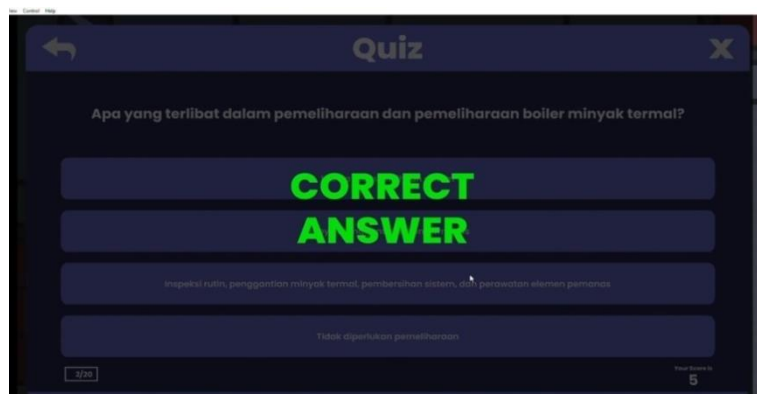 View Control Help
Quiz
X
Apa yang terlibat dalam pemeliharaan dan pemeliharaan boiler minyak termal?
CORRECT
ANSWER
Inspeksi rutin, penggantian minyak termal, pembersihan sistem, dan perawatan elemen pemanas
Tidak diperlukan pemeliharaan
2/20
Your Score is
5